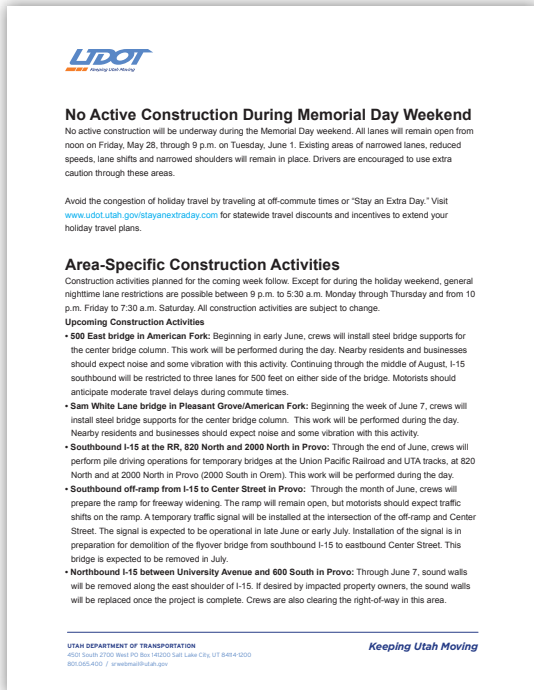 UDOT
Keeping Utah Moving
No Active Construction During Memorial Day Weekend
No active construction will be underway during the Memorial Day weekend. All lanes will remain open from
noon on Friday, May 28, through 9 p.m. on Tuesday, June 1. Existing areas of narrowed lanes, reduced
speeds, lane shifts and narrowed shoulders will remain in place. Drivers are encouraged to use extra
caution through these areas.
Avoid the congestion of holiday travel by traveling at off-commute times or “Stay an Extra Day.” Visit
www.udot.utah.gov/stayanextraday.com for statewide travel discounts and incentives to extend your
holiday travel plans.
Area-Specific Construction Activities
Construction activities planned for the coming week follow. Except for during the holiday weekend, general
nighttime lane restrictions are possible between 9 p.m. to 5:30 a.m. Monday through Thursday and from 10
p.m. Friday to 7:30 a.m. Saturday. All construction activities are subject to change.
Upcoming Construction Activities
• 500 East bridge in American Fork: Beginning in early June, crews will install steel bridge supports for
the center bridge column. This work will be performed during the day. Nearby residents and businesses
should expect noise and some vibration with this activity. Continuing through the middle of August, I-15
southbound will be restricted to three lanes for 500 feet on either side of the bridge. Motorists should
anticipate moderate travel delays during commute times.
• Sam White Lane bridge in Pleasant Grove/American Fork: Beginning the week of June 7, crews will
install steel bridge supports for the center bridge column. This work will be performed during the day.
Nearby residents and businesses should expect noise and some vibration with this activity.
• Southbound I-15 at the RR, 820 North and 2000 North in Provo: Through the end of June, crews will
perform pile driving operations for temporary bridges at the Union Pacific Railroad and UTA tracks, at 820
North and at 2000 North in Provo (2000 South in Orem). This work will be performed during the day.
• Southbound off-ramp from I-15 to Center Street in Provo: Through the month of June, crews will
prepare the ramp for freeway widening. The ramp will remain open, but motorists should expect traffic
shifts on the ramp. A temporary traffic signal will be installed at the intersection of the off-ramp and Center
Street. The signal is expected to be operational in late June or early July. Installation of the signal is in
preparation for demolition of the flyover bridge from southbound I-15 to eastbound Center Street. This
bridge is expected to be removed in July.
• Northbound I-15 between University Avenue and 600 South in Provo: Through June 7, sound walls
will be removed along the east shoulder of I-15. If desired by impacted property owners, the sound walls
will be replaced once the project is complete. Crews are also clearing the right-of-way in this area.
UTAH DEPARTMENT OF TRANSPORTATION
4501 South 2700 West PO Box 141200 Salt Lake City, UT 84114-1200
801.065.400 / srwebmail@utah.gov
Keeping Utah Moving